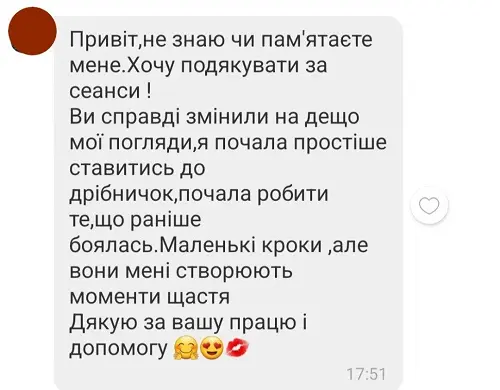 Привіт,не знаю чи пам'ятаєте
мене.Хочу подякувати за
сеанси !
Ви справді змінили на дещо
мої погляди,я почала простіше
ставитись до
дрібничок,почала робити
те,що раніше
боялась.Маленькі кроки ,але
вони мені створюють
моменти щастя
Дякую за вашу працю і
допомогу 🤗😍💋
17:51